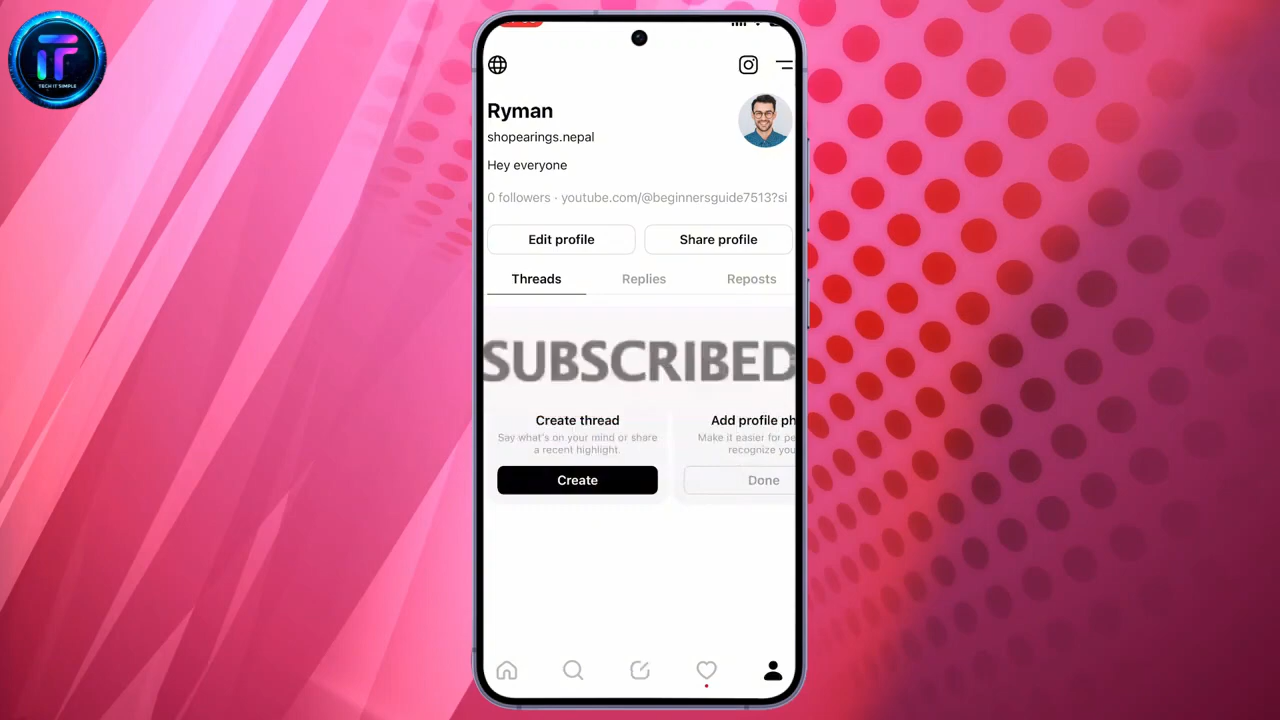 TECH IT SIMPLE
Ryman
shopearings.nepal
Hey everyone
0 followers · youtube.com/@beginnersguide7513?si
Edit profile
Share profile
Threads
Replies
Reposts
SUBSCRIBED
Create thread
Say what's on your mind or share
a recent highlight.
Create
Add profile ph
Make it easier for pe
recognize you
Done